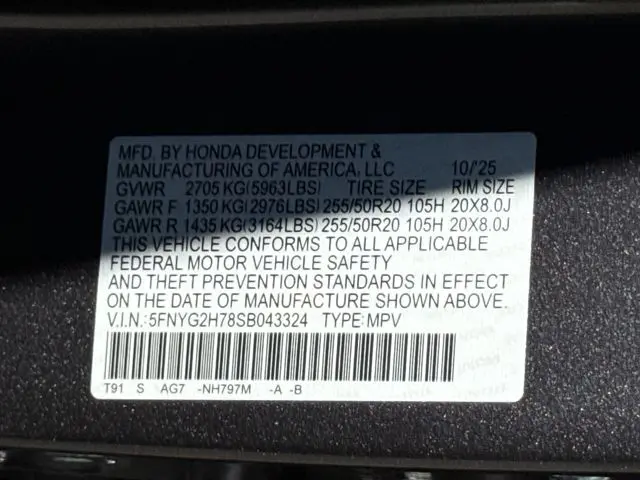 MFD. BY HONDA DEVELOPMENT &
MANUFACTURING OF AMERICA, LLC 10/'25
GVWR 2705 KG(5963LBS) TIRE SIZE RIM SIZE
GAWR F 1350 KG(2976LBS) 255/50R20 105H 20X8.0J
GAWR R 1435 KG(3164LBS) 255/50R20 105H 20X8.0J
THIS VEHICLE CONFORMS TO ALL APPLICABLE
FEDERAL MOTOR VEHICLE SAFETY
AND THEFT PREVENTION STANDARDS IN EFFECT
ON THE DATE OF MANUFACTURE SHOWN ABOVE.
V.I.N.:5FNYG2H78SB043324 TYPE:MPV
T91 S AG7 -NH797M -A -B